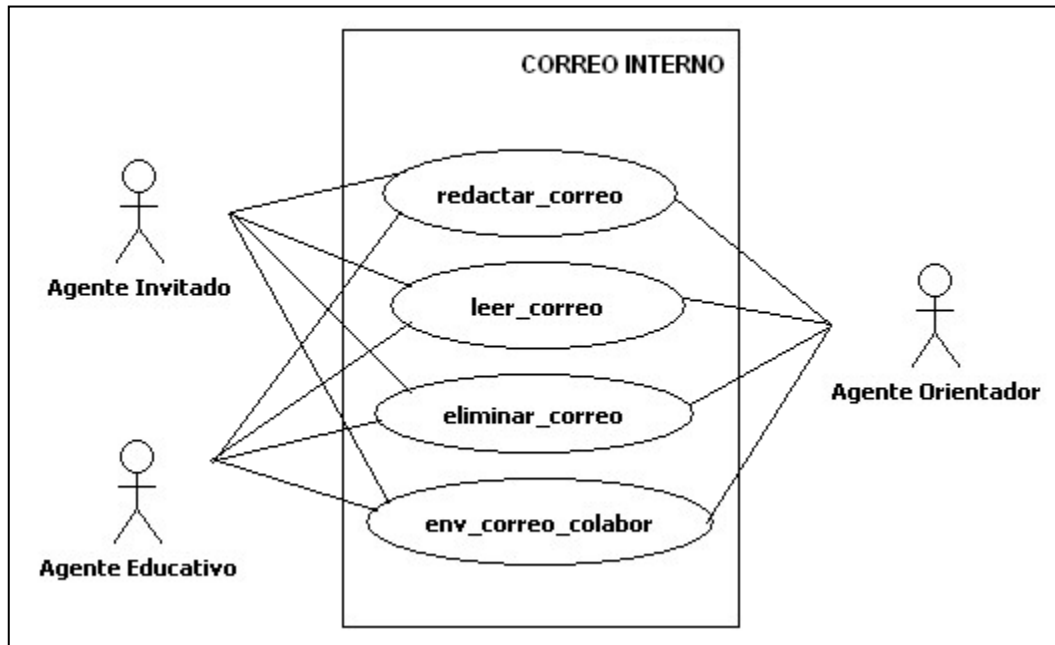 CORREO INTERNO
redactar_correo
Agente Invitado
leer_correo
Agente Orientador
eliminar_correo
env_correo_colabor
Agente Educativo